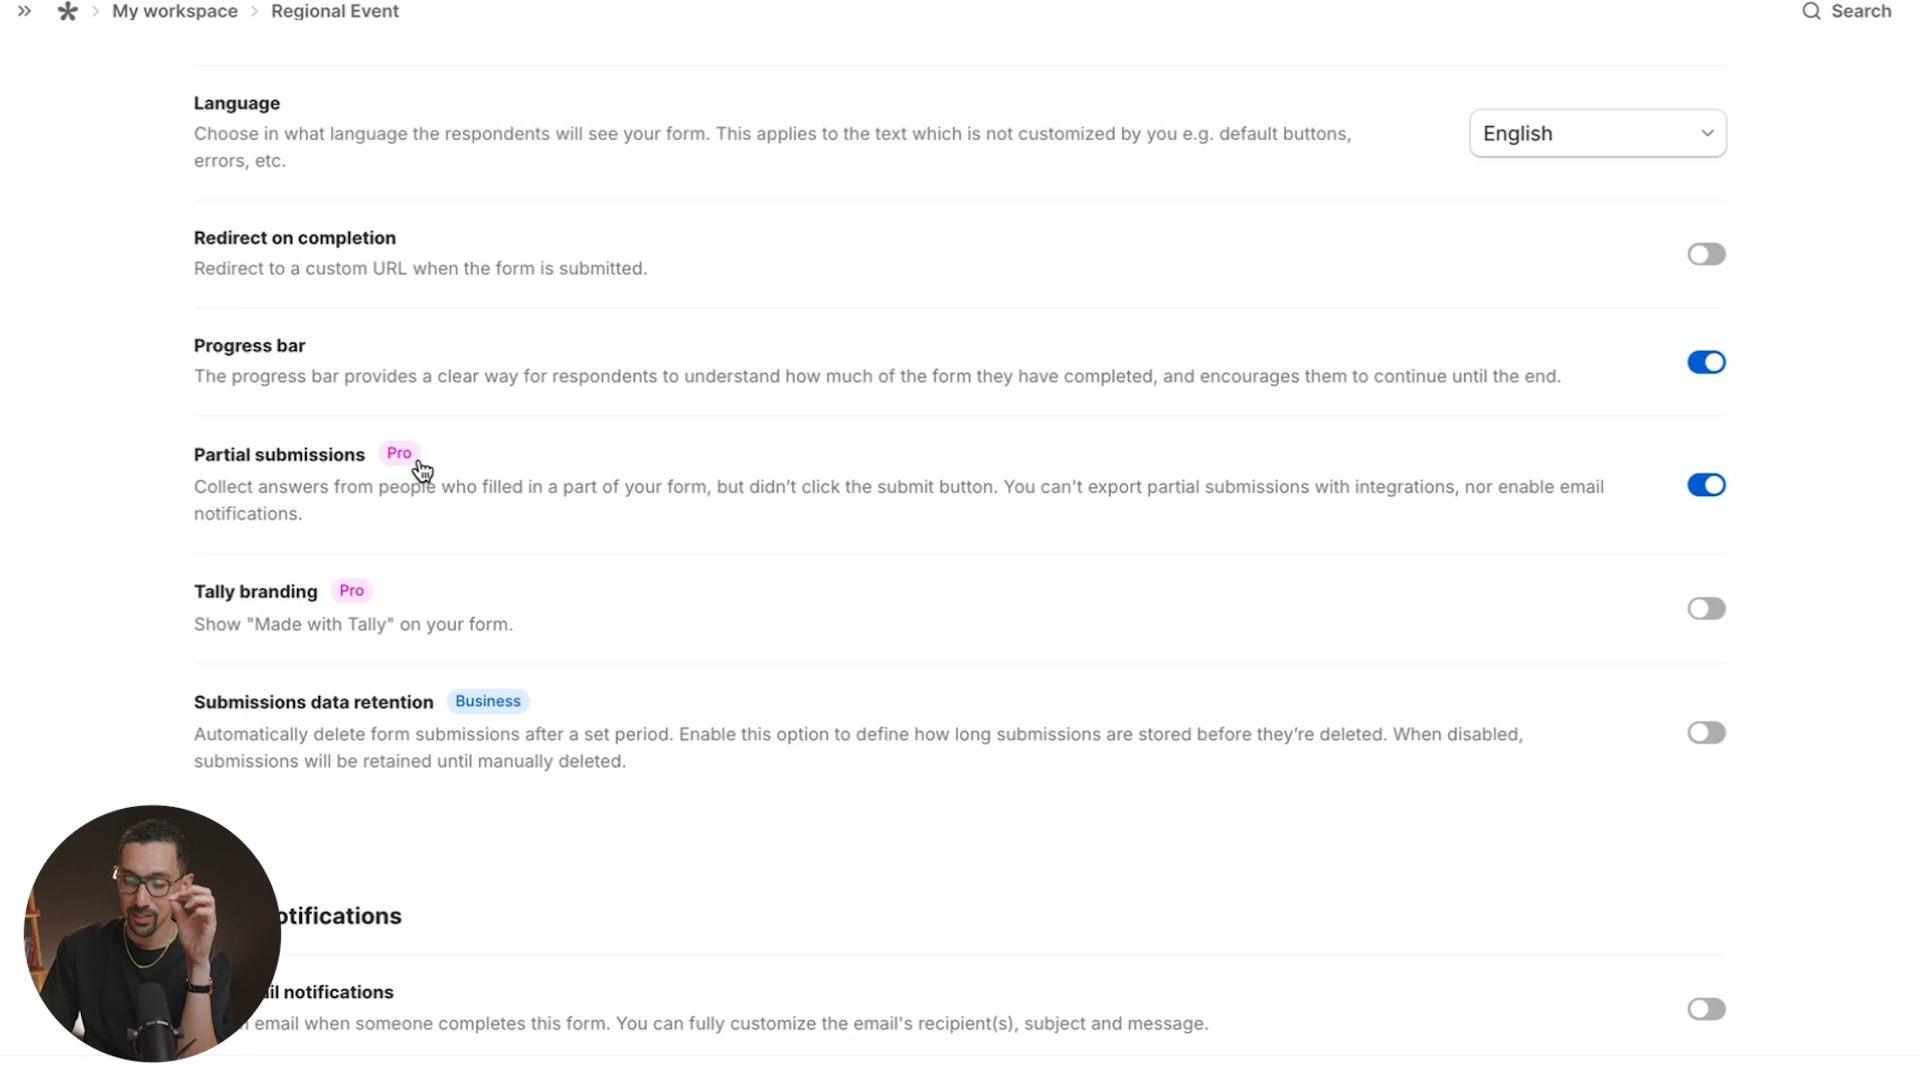 My workspace
Regional Event
Search
Language
Choose in what language the respondents will see your form. This applies to the text which is not customized by you e.g. default buttons,
errors, etc.
English
Redirect on completion
Redirect to a custom URL when the form is submitted.
Progress bar
The progress bar provides a clear way for respondents to understand how much of the form they have completed, and encourages them to continue until the end.
Partial submissions Pro
Collect answers from people who filled in a part of your form, but didn’t click the submit button. You can't export partial submissions with integrations, nor enable email
notifications.
Tally branding Pro
Show "Made with Tally" on your form.
Submissions data retention Business
Automatically delete form submissions after a set period. Enable this option to define how long submissions are stored before they’re deleted. When disabled,
submissions will be retained until manually deleted.
otifications
il notifications
email when someone completes this form. You can fully customize the email's recipient(s), subject and message.